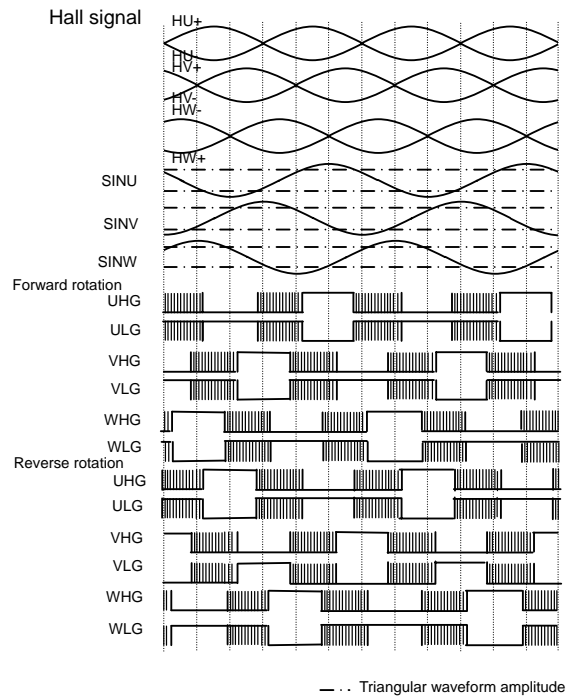 Hall signal
HU+
HU-
HV+
HV-
HW-
HW+
SINU
SINV
SINW
Forward rotation
UHG
ULG
VHG
VLG
WHG
WLG
Reverse rotation
UHG
ULG
VHG
VLG
WHG
WLG
Triangular waveform amplitude